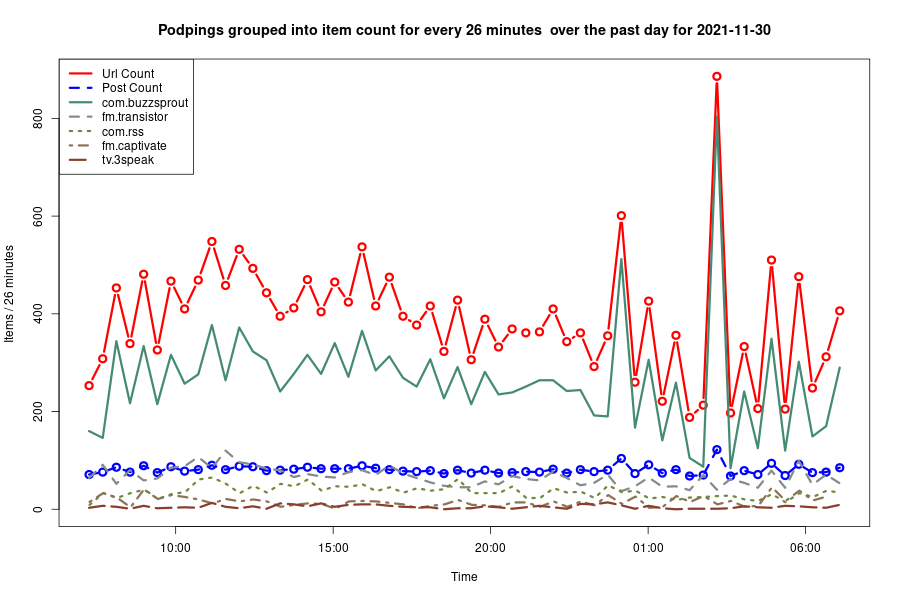 Podpings grouped into item count for every 26 minutes  over the past day for 2021-11-30
Url Count
Post Count
com.buzzsprout
fm.transistor
com.rss
fm.captivate
tv.3speak
Items / 26 minutes
800
600
400
200
0
10:00 15:00 20:00 01:00 06:00
Time